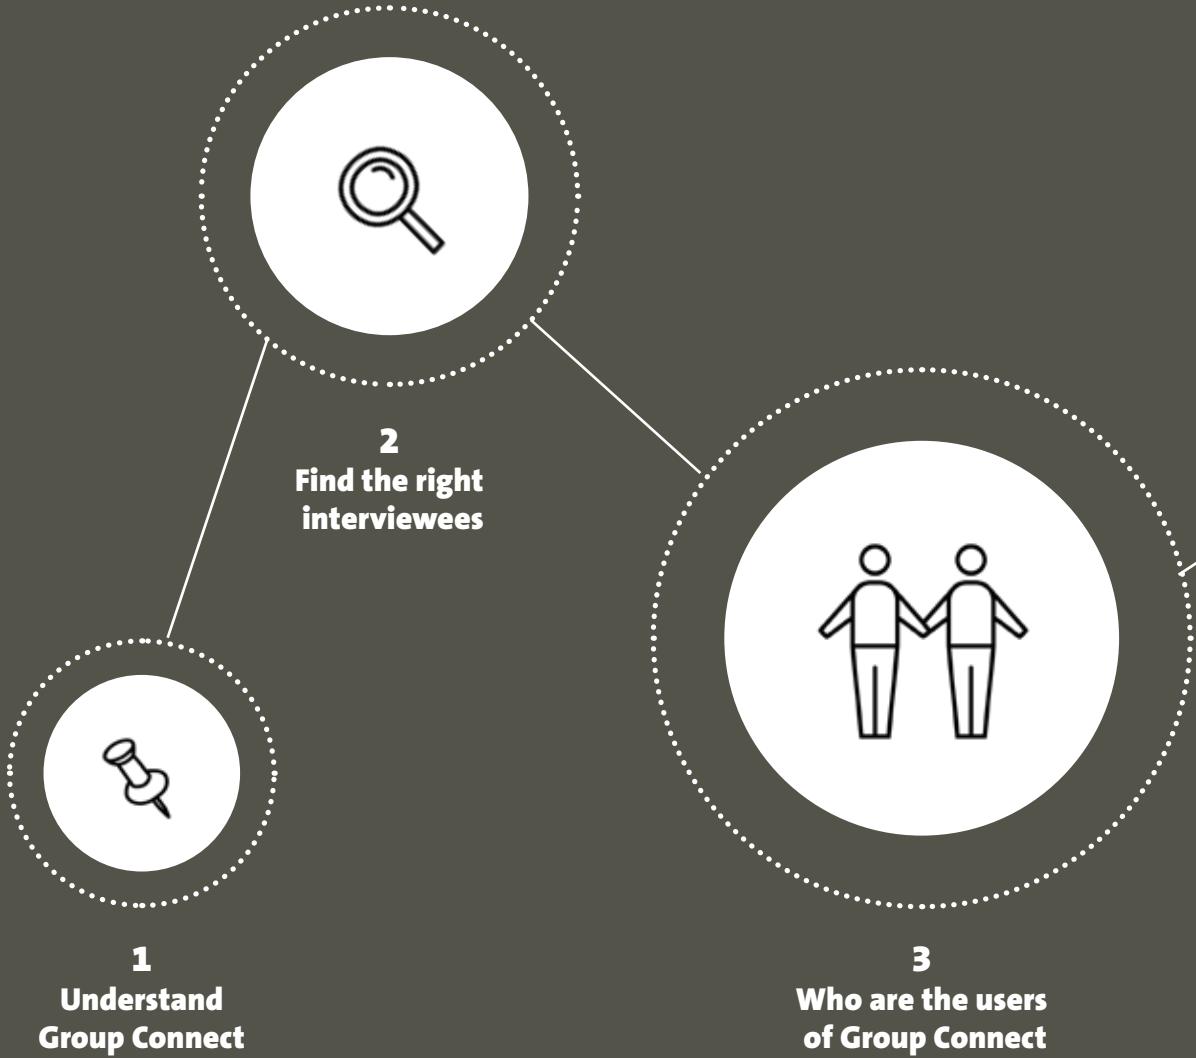 2
Find the right
interviewees
1
Understand
Group Connect
3
Who are the users
of Group Connect